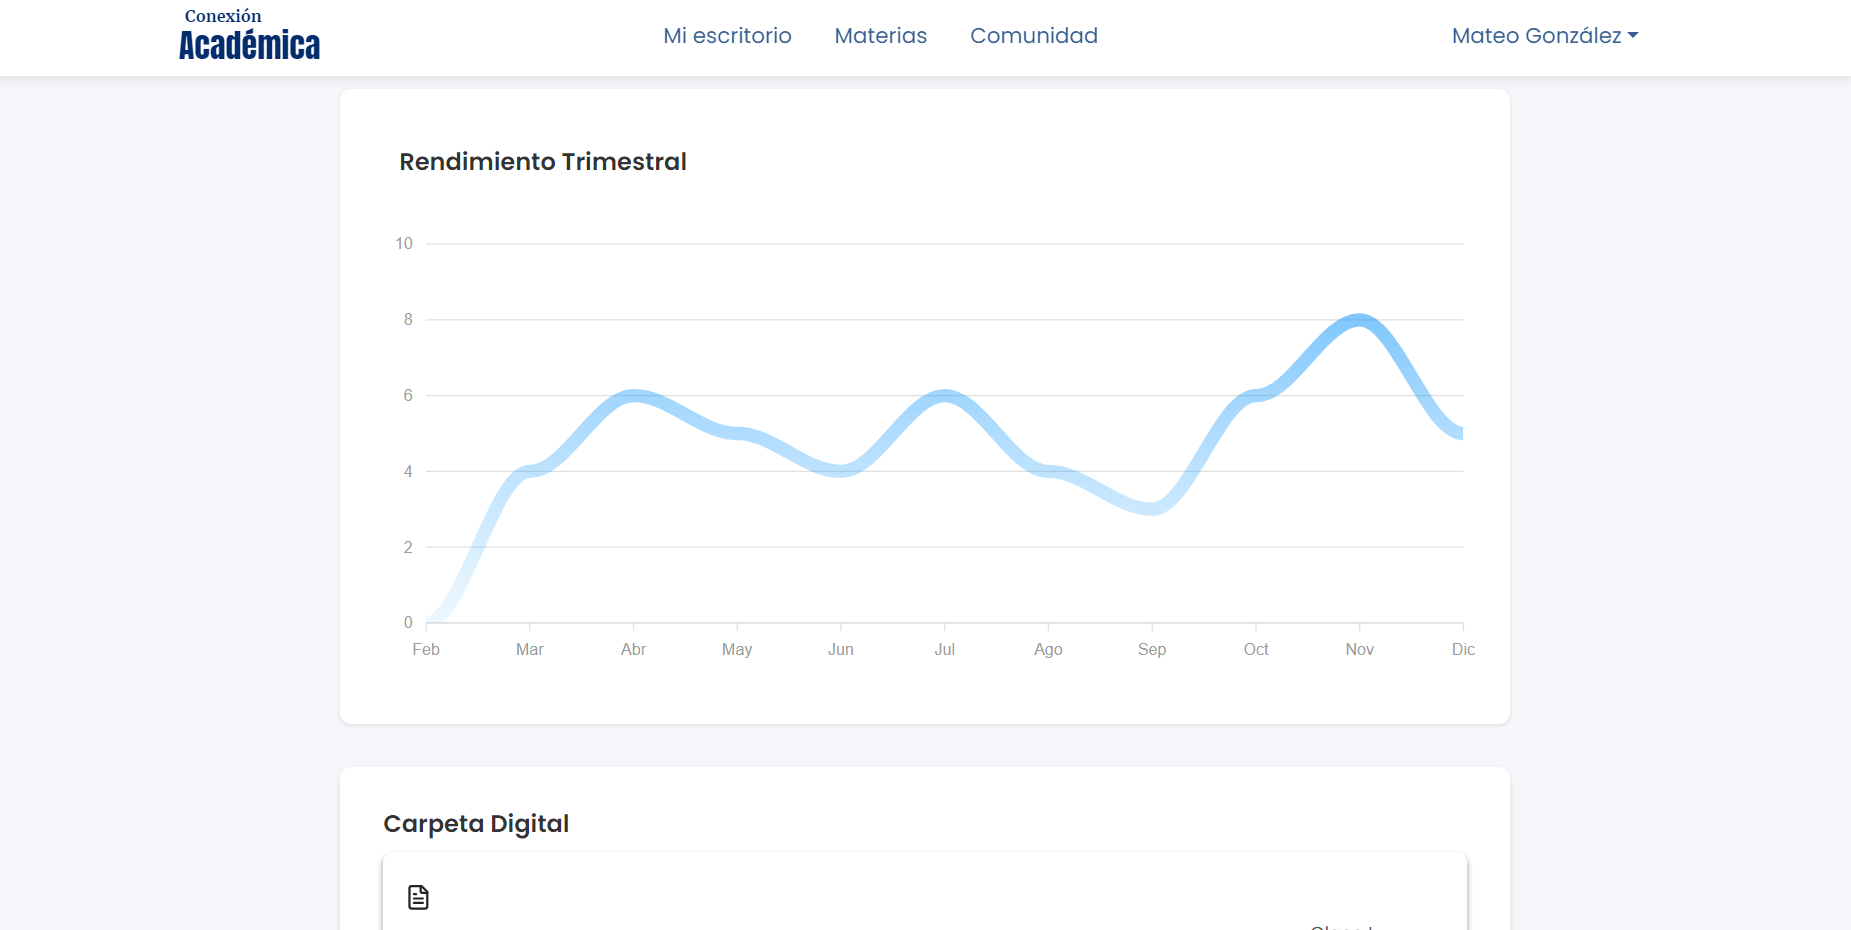 Conexión
Académica
Mi escritorio Materias Comunidad Mateo González
Rendimiento Trimestral
10
8
6
4
2
0
Feb Mar Abr May Jun Jul Ago Sep Oct Nov Dic
Carpeta Digital